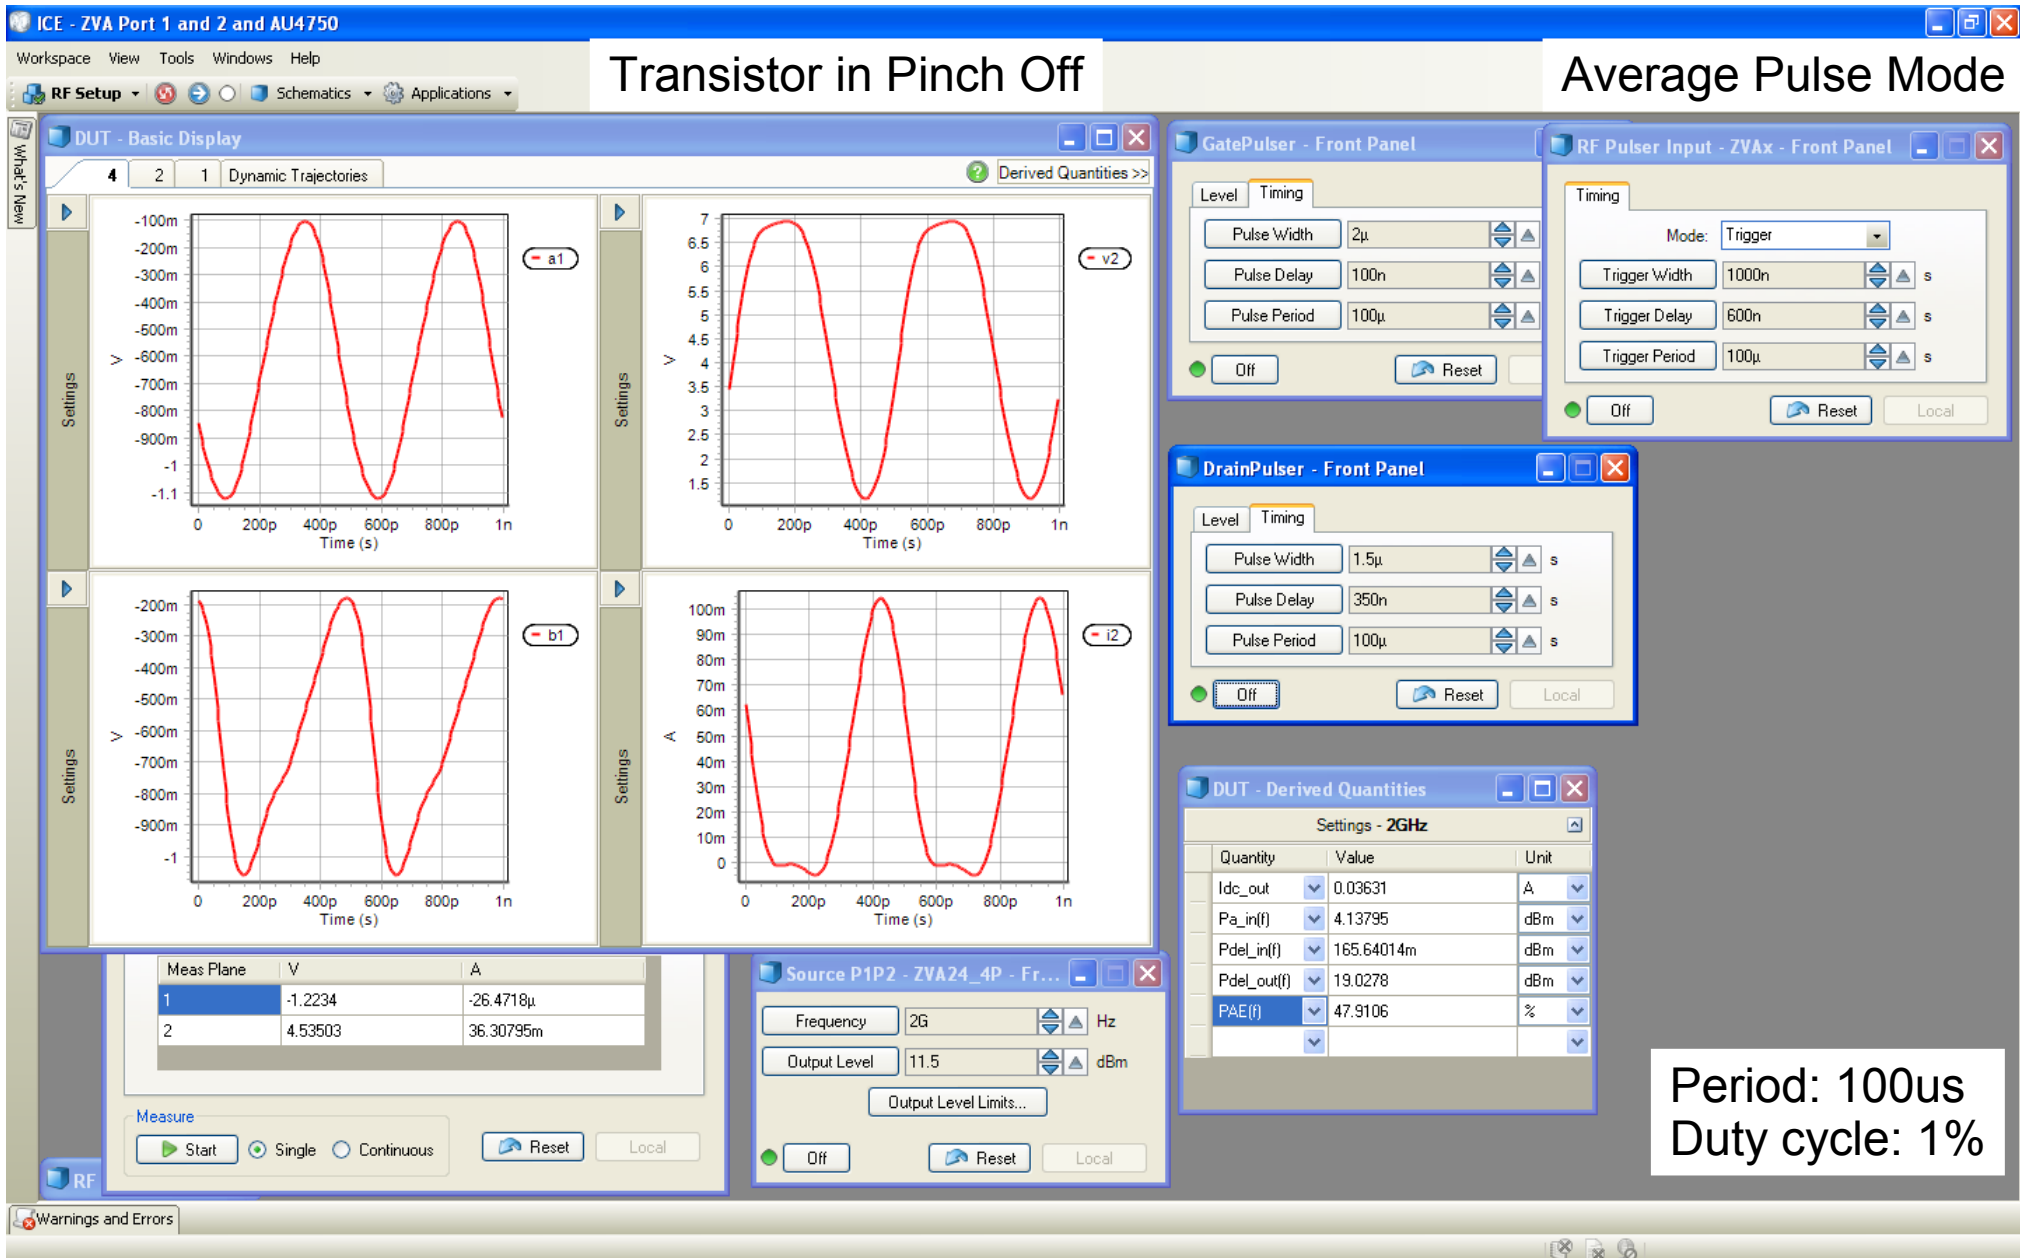 ICE - ZVA Port 1 and 2 and AU4750
Workspace View Tools Windows Help
Transistor in Pinch Off
Average Pulse Mode
RF Setup Schematics Applications
What's New
DUT - Basic Display
4 2 1 Dynamic Trajectories
Derived Quantities >>
Settings
-100m
-200m
-300m
-400m
-500m
-600m
-700m
-800m
-900m
-1
-1.1
V
0 200p 400p 600p 800p 1n
Time (s)
a1
Settings
7
6.5
6
5.5
5
4.5
4
3.5
3
2.5
2
1.5
V
0 200p 400p 600p 800p 1n
Time (s)
v2
Settings
-200m
-300m
-400m
-500m
-600m
-700m
-800m
-900m
-1
V
0 200p 400p 600p 800p 1n
Time (s)
b1
Settings
100m
90m
80m
70m
60m
50m
40m
30m
20m
10m
0
A
0 200p 400p 600p 800p 1n
Time (s)
i2
GatePulser - Front Panel
Level Timing
Pulse Width 2µ
Pulse Delay 100n
Pulse Period 100µ
Off Reset
RF Pulser Input - ZVAx - Front Panel
Timing
Mode: Trigger
Trigger Width 1000n s
Trigger Delay 600n s
Trigger Period 100µ s
Off Reset Local
DrainPulser - Front Panel
Level Timing
Pulse Width 1.5µ s
Pulse Delay 350n s
Pulse Period 100µ s
Off Reset Local
DUT - Derived Quantities
Settings - 2GHz
Quantity Value Unit
Idc_out 0.03631 A
Pa_in(f) 4.13795 dBm
Pdel_in(f) 165.64014m dBm
Pdel_out(f) 19.0278 dBm
PAE(f) 47.9106 %
Meas Plane V A
1 -1.2234 -26.4718µ
2 4.53503 36.30795m
Measure
Start Single Continuous Reset Local
RF
Source P1P2 - ZVA24_4P - Fr...
Frequency 2G Hz
Output Level 11.5 dBm
Output Level Limits...
Off Reset Local
Period: 100us
Duty cycle: 1%
Warnings and Errors